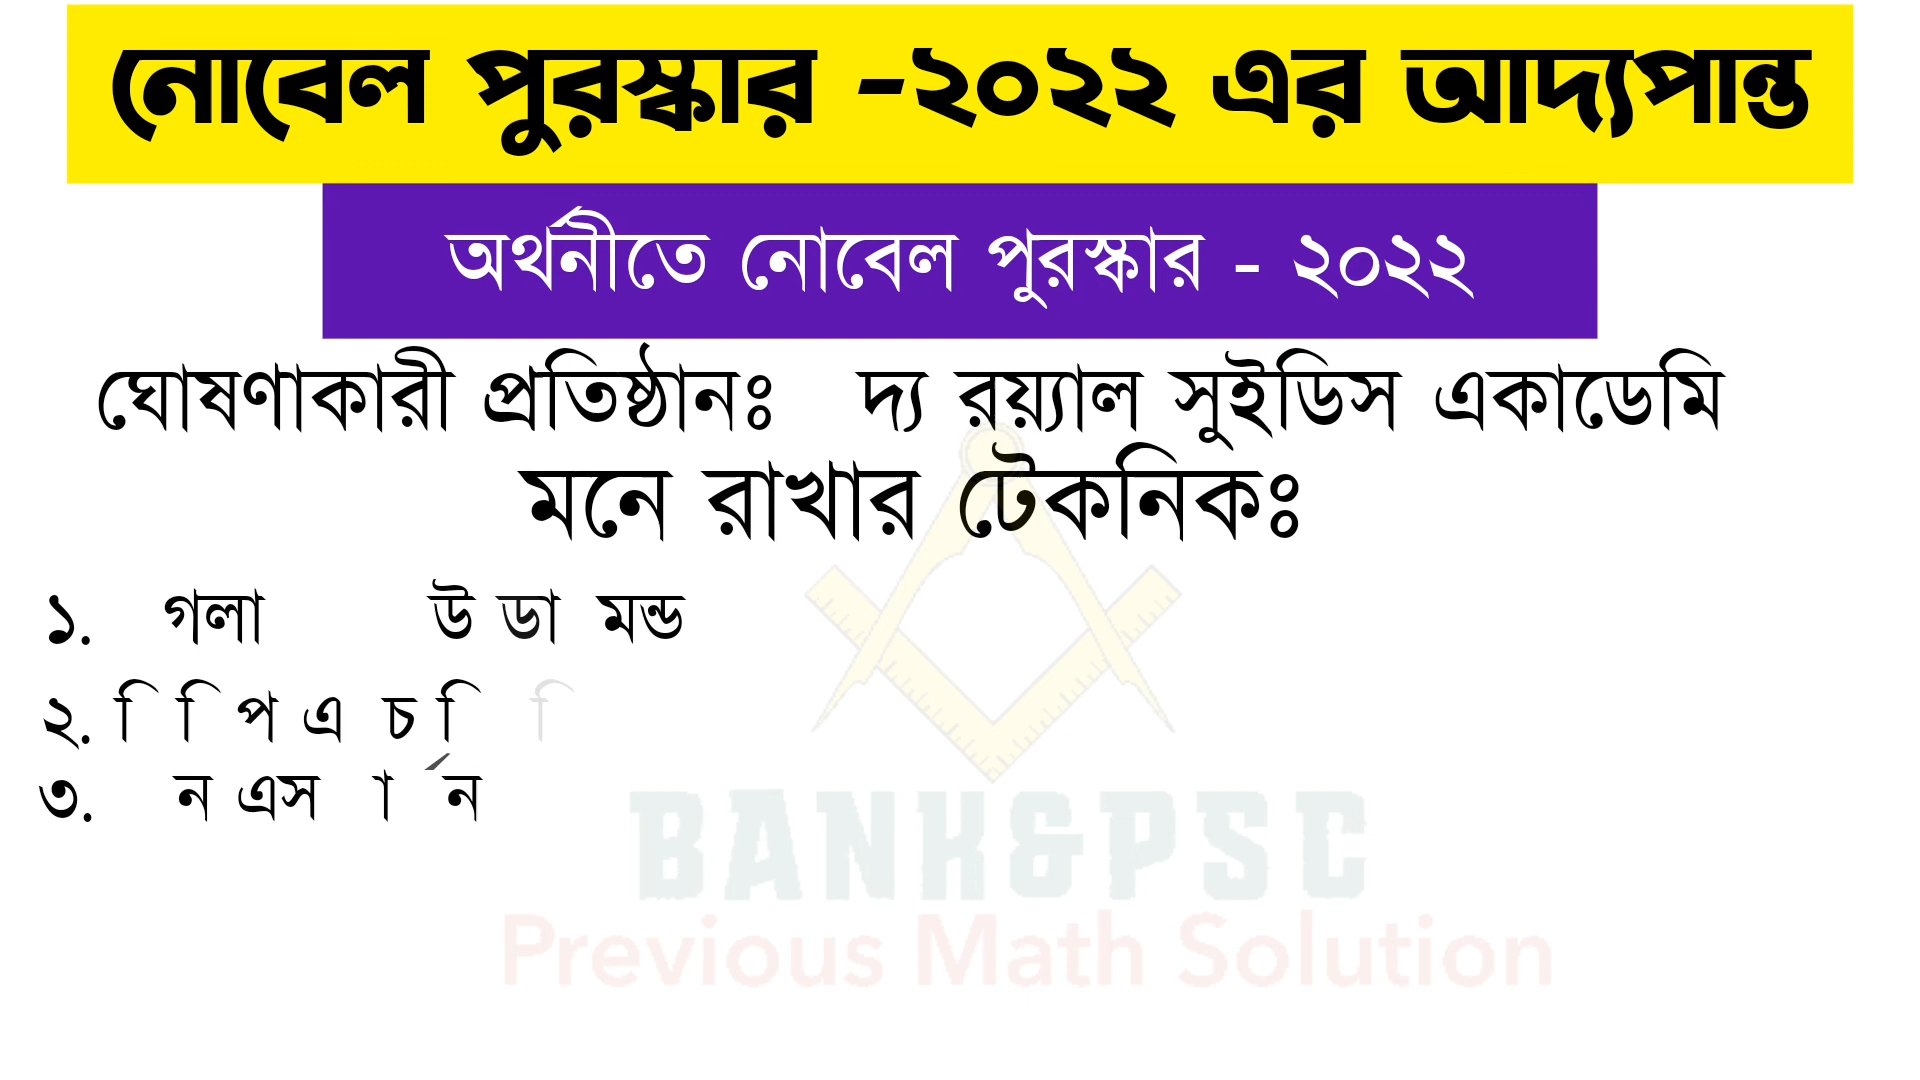 নোবেল পুরস্কার -২০২২ এর আদ্যপান্ত
অর্থনীতে নোবেল পুরস্কার - ২০২২
ঘোষণাকারী প্রতিষ্ঠানঃ দ্য রয়্যাল সুইডিস একাডেমি
মনে রাখার টেকনিকঃ
১. গলা উ ডা মন্ড
২. ি ি প এ চ ি ি
৩. ন এস া র্ ন
BANK&PSC
Previous Math Solution